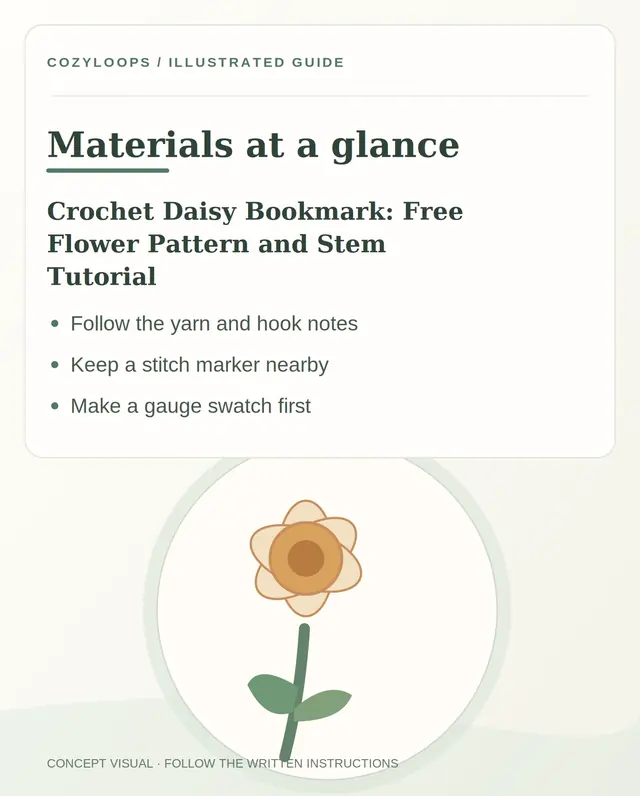 COZYLOOPS / ILLUSTRATED GUIDE
Materials at a glance
Crochet Daisy Bookmark: Free
Flower Pattern and Stem
Tutorial
• Follow the yarn and hook notes
• Keep a stitch marker nearby
• Make a gauge swatch first
CONCEPT VISUAL · FOLLOW THE WRITTEN INSTRUCTIONS